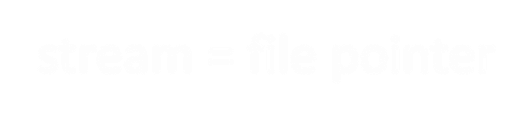 stream = file pointer